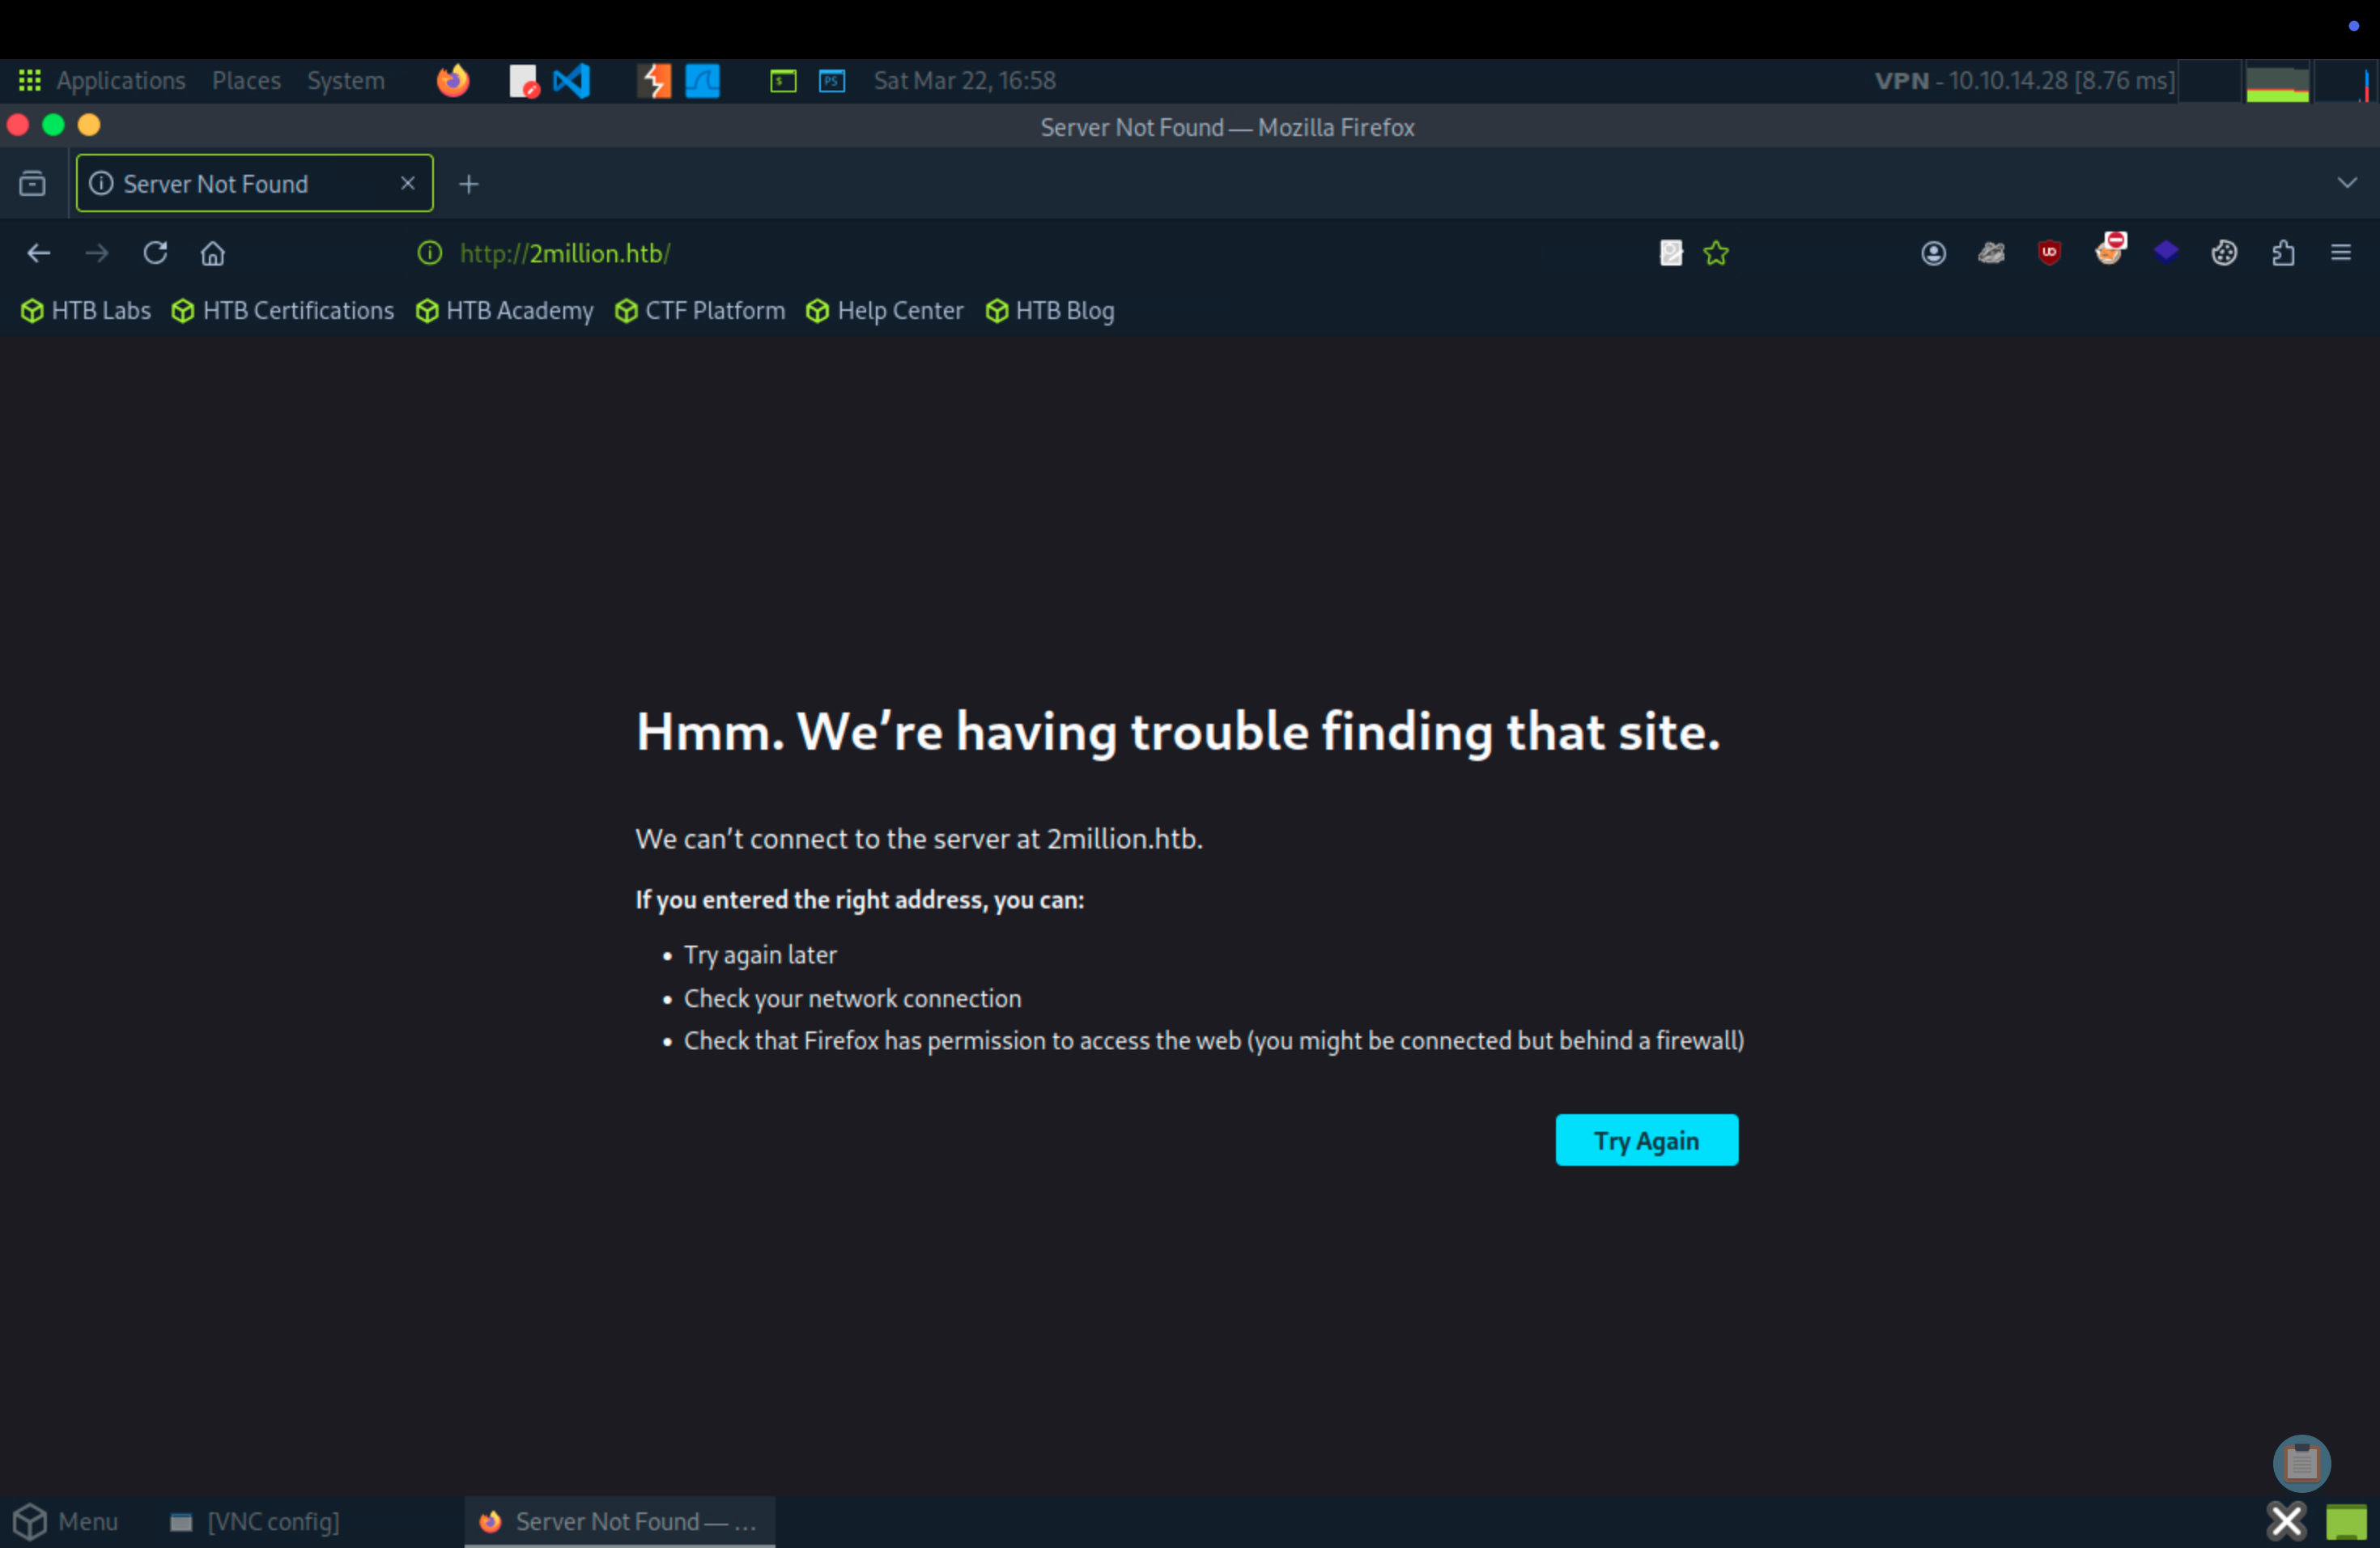 Applications Places System Sat Mar 22, 16:58 VPN - 10.10.14.28 [8.76 ms]
Server Not Found — Mozilla Firefox
Server Not Found
http://2million.htb/
HTB Labs HTB Certifications HTB Academy CTF Platform Help Center HTB Blog
Hmm. We’re having trouble finding that site.
We can’t connect to the server at 2million.htb.
If you entered the right address, you can:
• Try again later
• Check your network connection
• Check that Firefox has permission to access the web (you might be connected but behind a firewall)
Try Again
Menu [VNC config] Server Not Found — ...